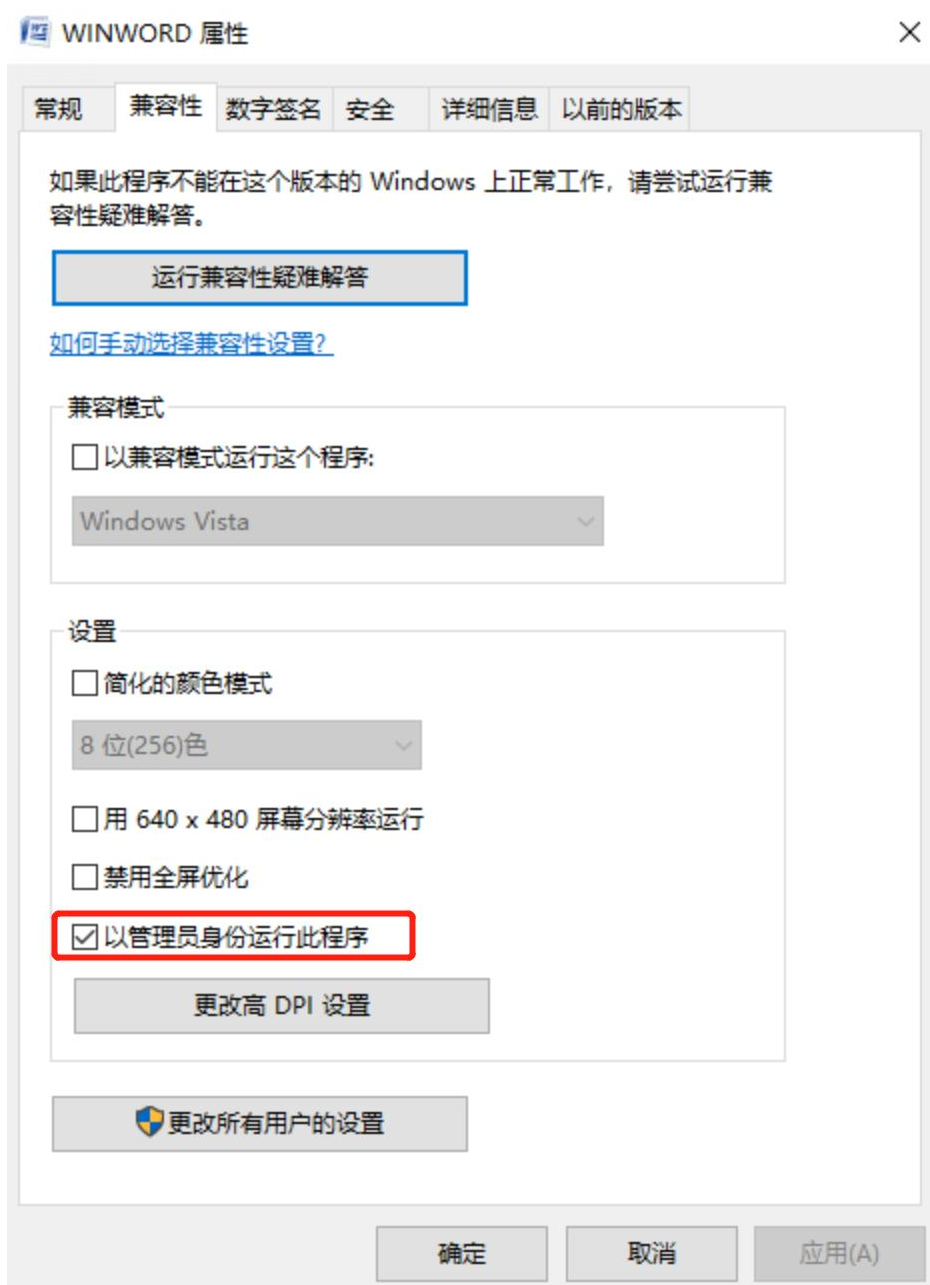 WINWORD 属性
常规 兼容性 数字签名 安全 详细信息 以前的版本
如果此程序不能在这个版本的 Windows 上正常工作，请尝试运行兼
容性疑难解答。
运行兼容性疑难解答
如何手动选择兼容性设置?
兼容模式
以兼容模式运行这个程序:
Windows Vista
设置
简化的颜色模式
8 位(256)色
用 640 x 480 屏幕分辨率运行
禁用全屏优化
以管理员身份运行此程序
更改高 DPI 设置
更改所有用户的设置
确定 取消 应用(A)